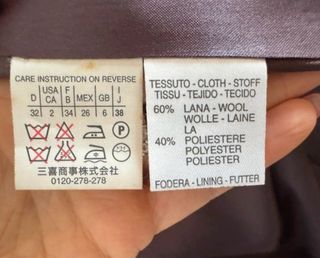 CARE INSTRUCTION ON REVERSE
D USA CA F B MEX GB I J
32 2 34 26 6 38
P
三喜商事株式会社
0120-278-278
TESSUTO - CLOTH - STOFF
TISSU - TEJIDO - TECIDO
60% LANA - WOOL
WOLLE - LAINE
LA
40% POLIESTERE
POLYESTER
POLIESTER
FODERA - LINING - FUTTER